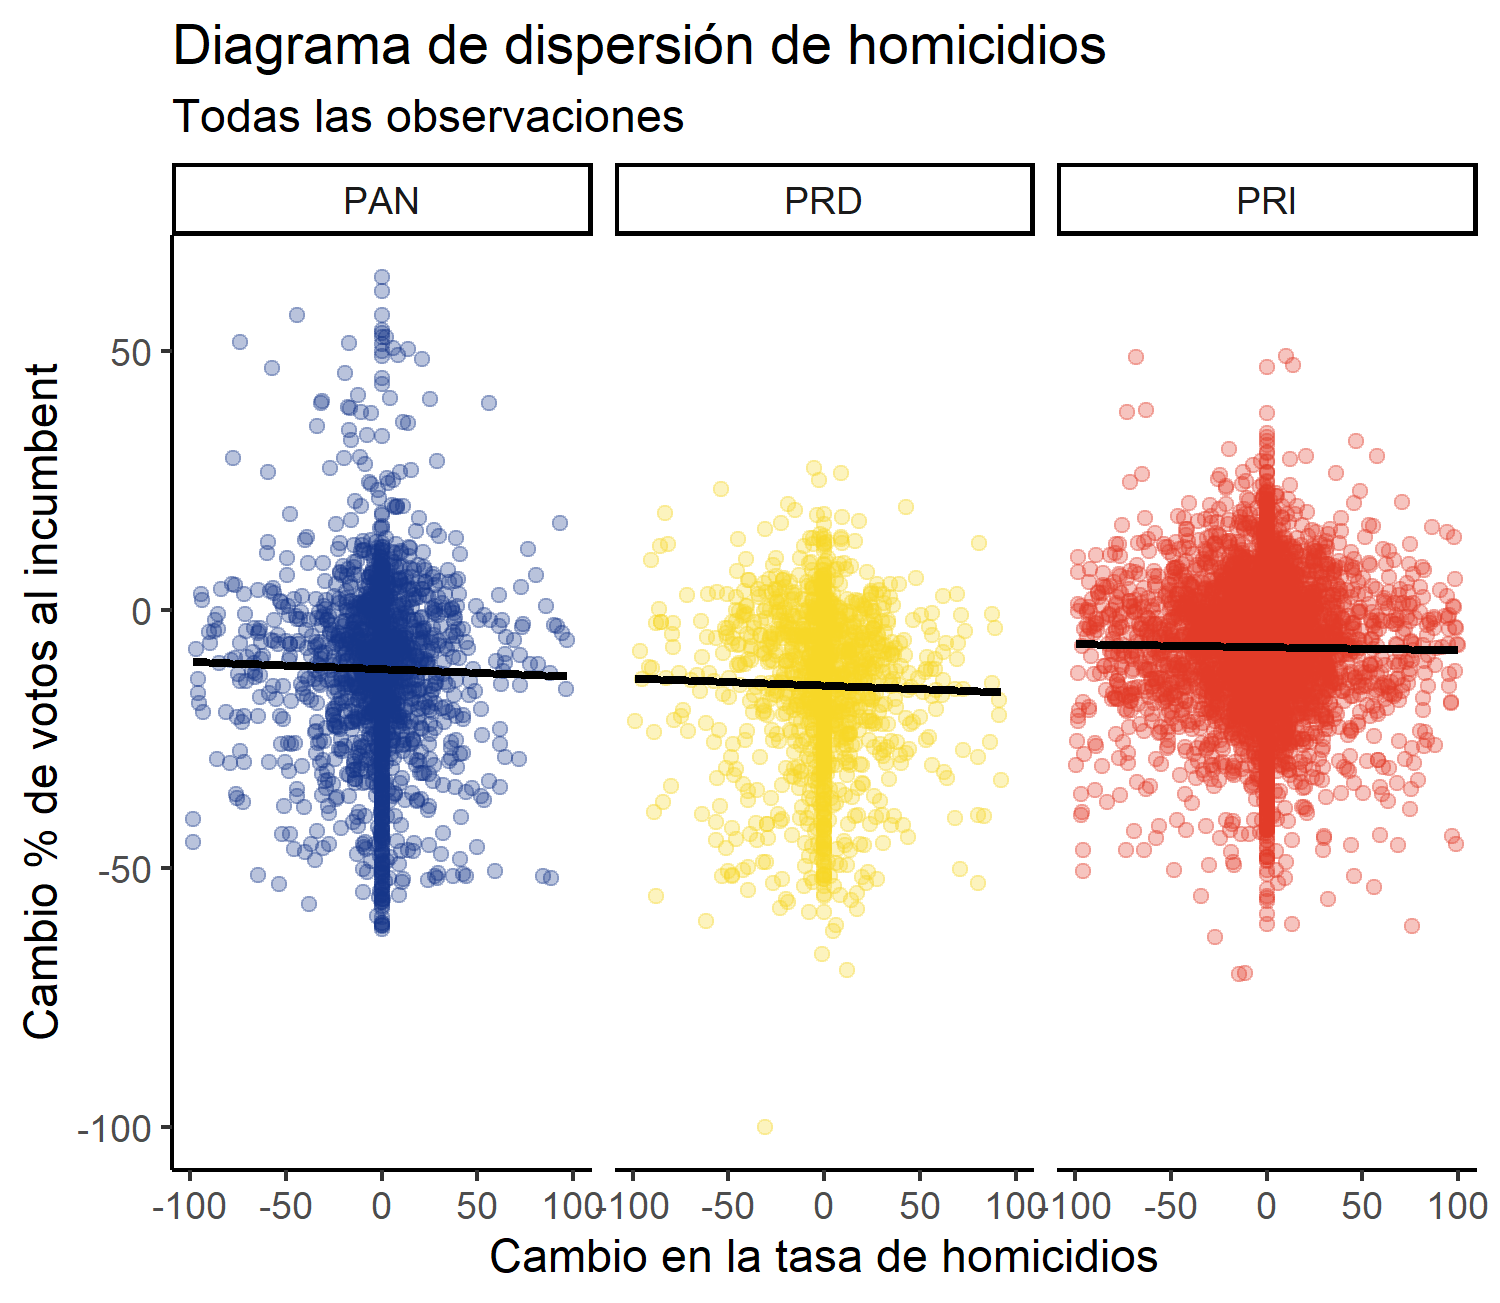 Diagrama de dispersión de homicidios
Todas las observaciones
PAN PRD PRI
50
0
-50
-100
Cambio % de votos al incumbent
-100 -50 0 50 100 -100 -50 0 50 100 -100 -50 0 50 100
Cambio en la tasa de homicidios